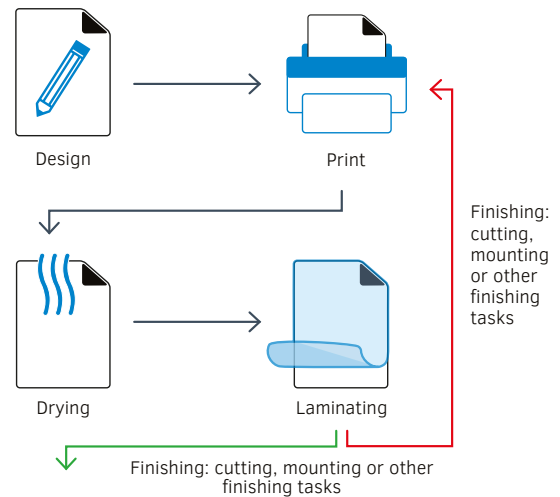 Design
Print
Finishing:
cutting,
mounting
or other
finishing
tasks
Drying
Laminating
Finishing: cutting, mounting or other
finishing tasks